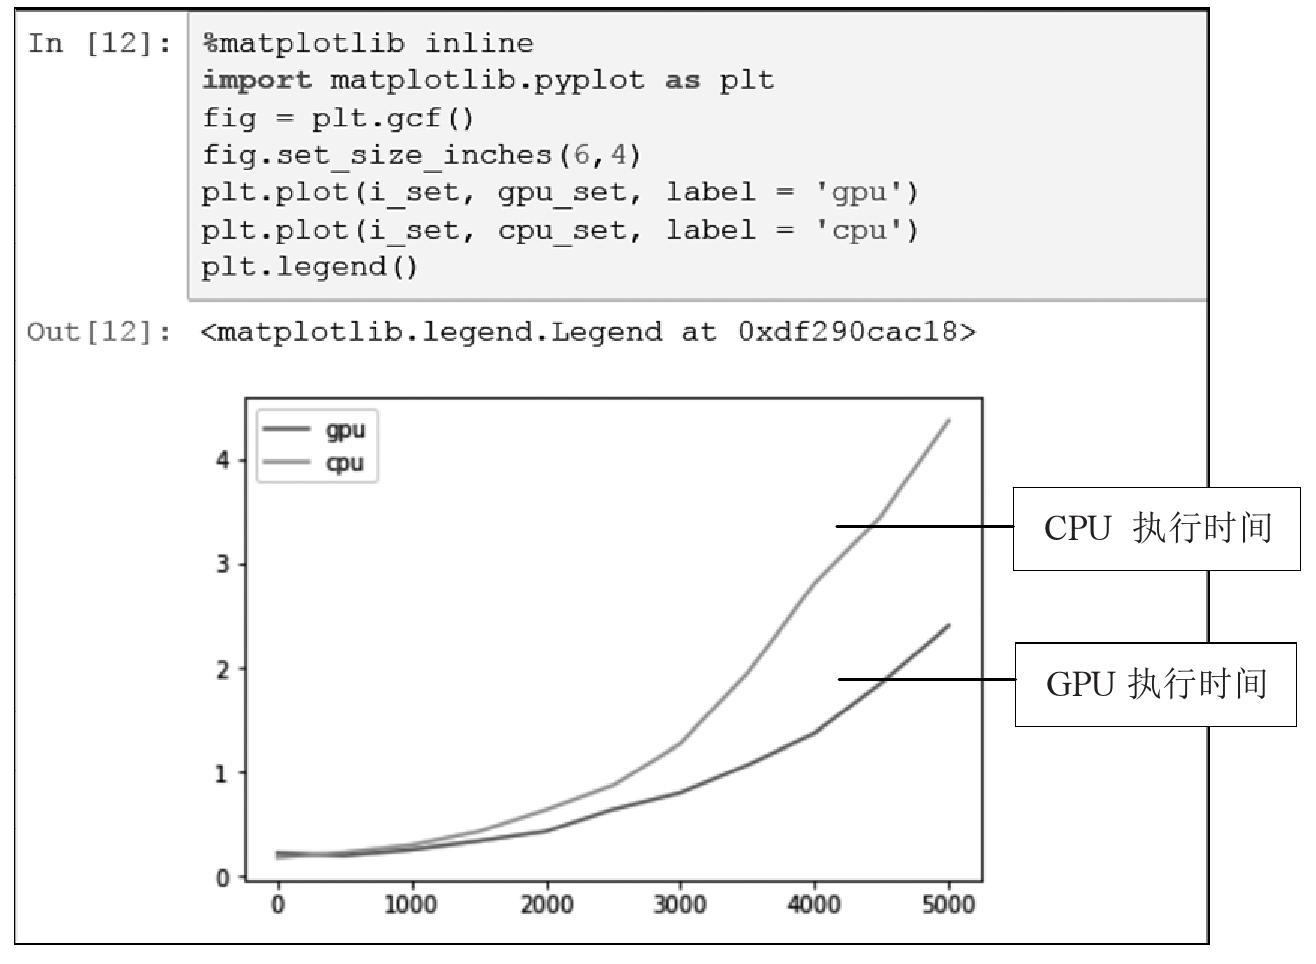 In [12]: %matplotlib inline
import matplotlib.pyplot as plt
fig = plt.gcf()
fig.set_size_inches(6,4)
plt.plot(i_set, gpu_set, label = 'gpu')
plt.plot(i_set, cpu_set, label = 'cpu')
plt.legend()
Out[12]: <matplotlib.legend.Legend at 0xdf290cac18>
gpu
cpu
4
3
2
1
0
0 1000 2000 3000 4000 5000
CPU 执行时间
GPU 执行时间